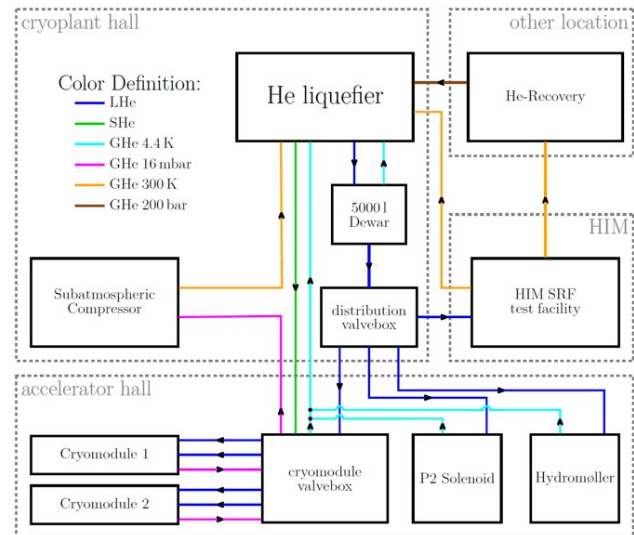 cryoplant hall
other location
Color Definition:
LHe
SHe
GHe 4.4 K
GHe 16 mbar
GHe 300 K
GHe 200 bar
He liquefier
He-Recovery
5000 l
Dewar
HIM
Subatmospheric
Compressor
distribution
valvebox
HIM SRF
test facility
accelerator hall
Cryomodule 1
Cryomodule 2
cryomodule
valvebox
P2 Solenoid
Hydromøller